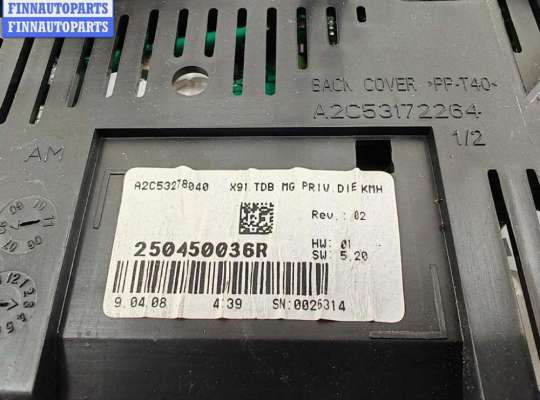 FINNAUTOPARTS
FINNAUTOPARTS
BACK COVER >PP-T40<
A2C53172264
1/2
AM
A2C53278040 X91 TDB MG PRIV DIE KMH
Rev.: 02
250450036R
HW: 01
SW: 5.20
9.04.08 4:39 SN:0026314